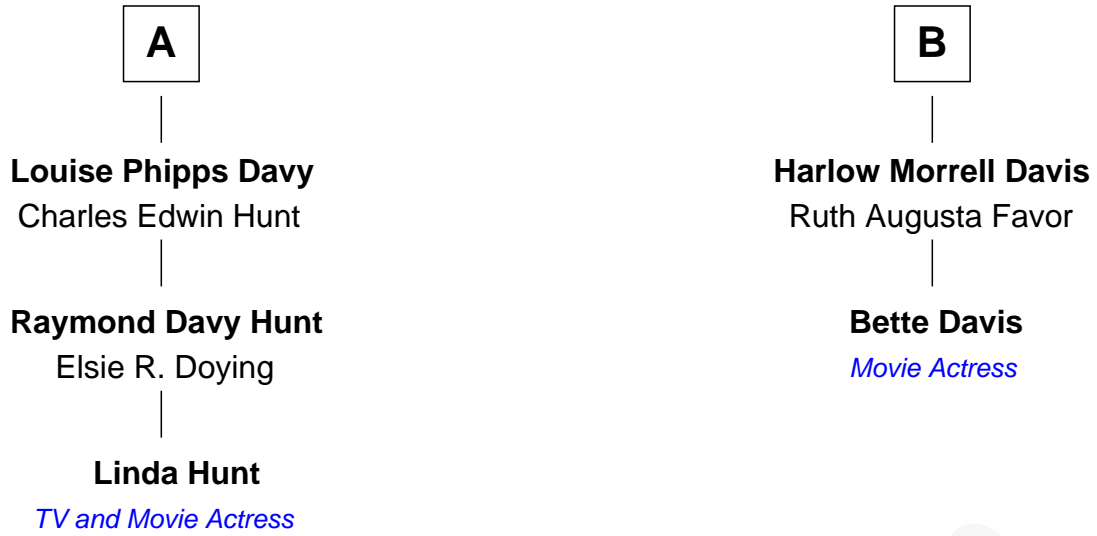 A
Louise Phipps Davy
Charles Edwin Hunt
Raymond Davy Hunt
Elsie R. Doying
Linda Hunt
TV and Movie Actress
B
Harlow Morrell Davis
Ruth Augusta Favor
Bette Davis
Movie Actress